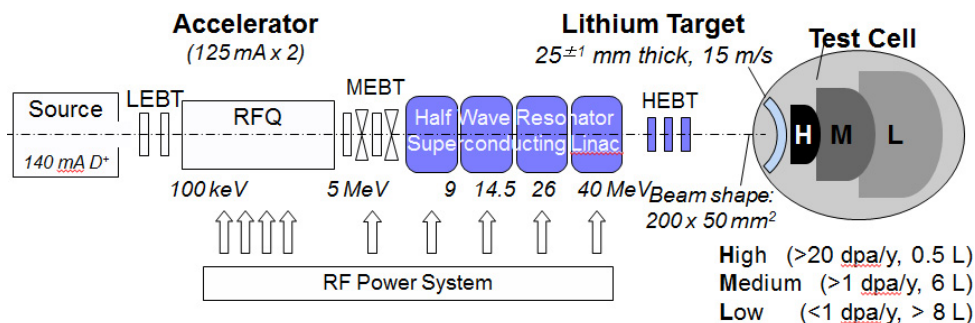 Accelerator
(125 mA x 2)
Lithium Target
25±1 mm thick, 15 m/s
Test Cell
Source
140 mA D+
LEBT
RFQ
MEBT
Half Wave Resonator
Superconducting Linac
HEBT
H M L
100 keV 5 MeV 9 14.5 26 40 MeV
Beam shape:
200 x 50 mm2
RF Power System
High (>20 dpa/y, 0.5 L)
Medium (>1 dpa/y, 6 L)
Low (<1 dpa/y, > 8 L)